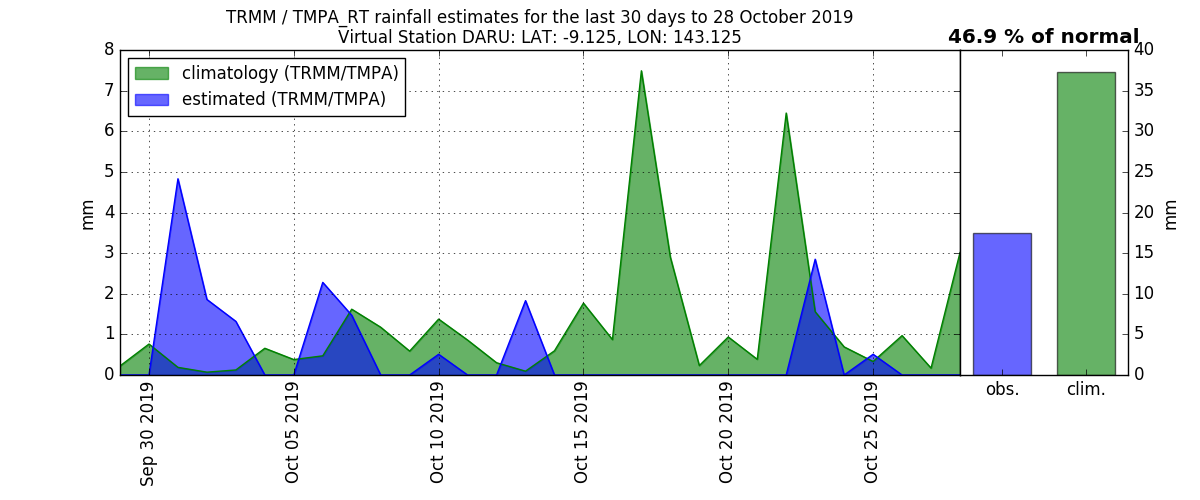 TRMM / TMPA_RT rainfall estimates for the last 30 days to 28 October 2019
Virtual Station DARU: LAT: -9.125, LON: 143.125
46.9 % of normal
climatology (TRMM/TMPA)
estimated (TRMM/TMPA)
mm
8
7
6
5
4
3
2
1
0
Sep 30 2019
Oct 05 2019
Oct 10 2019
Oct 15 2019
Oct 20 2019
Oct 25 2019
obs.
clim.
40
35
30
25
20
15
10
5
0
mm